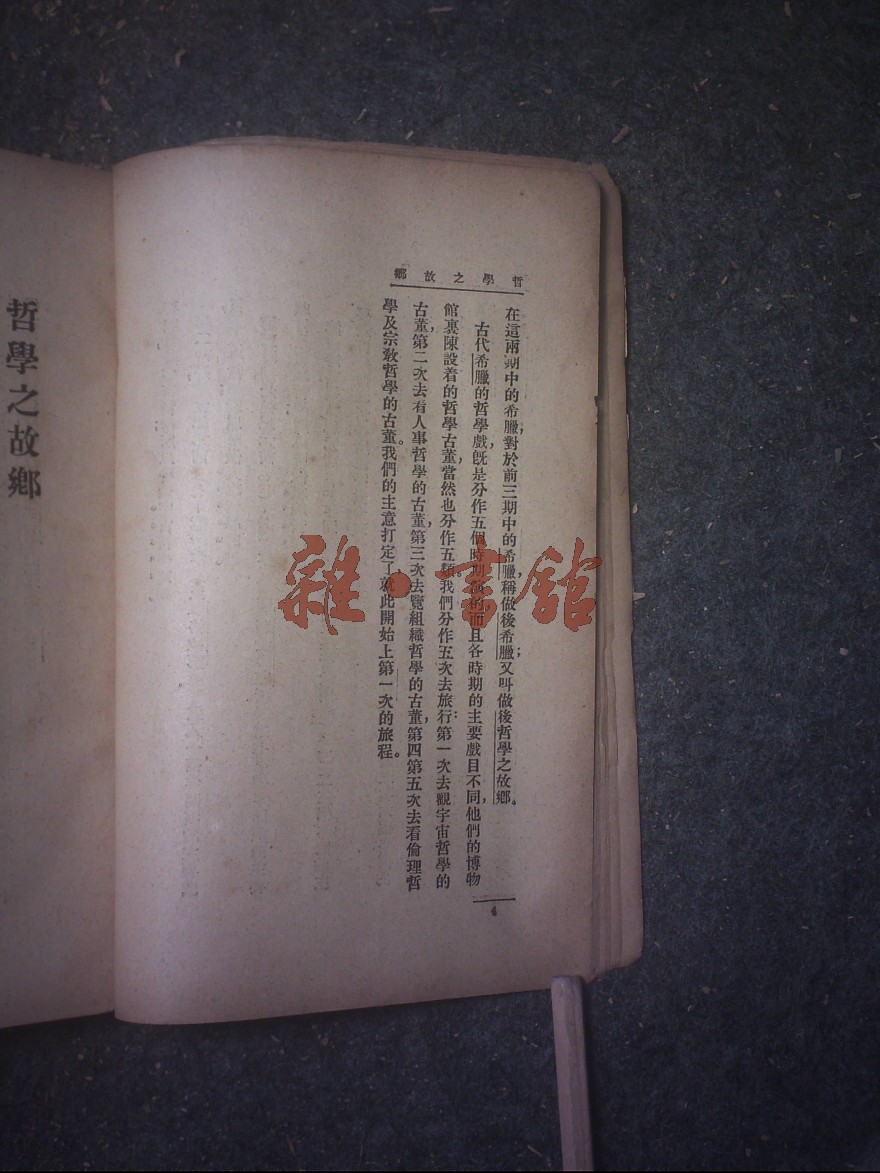 哲學之故鄉
在這兩期中的希臘，對於前三期中的希臘，稱做後希臘；又叫做後哲學之故鄉。
古代希臘的哲學戲，既是分作五個時期演的，而且各時期的主要戲目不同，他們的博物
館裏陳設着的哲學古董，當然也分作五類。我們分作五次去旅行：第一次去觀宇宙哲學的
古董，第二次去看人事哲學的古董，第三次去覽組織哲學的古董，第四第五次去看倫理哲
學及宗敎哲學的古董。我們的主意打定了，就此開始上第一次的旅程。
4
哲學之故鄉
雜·書館